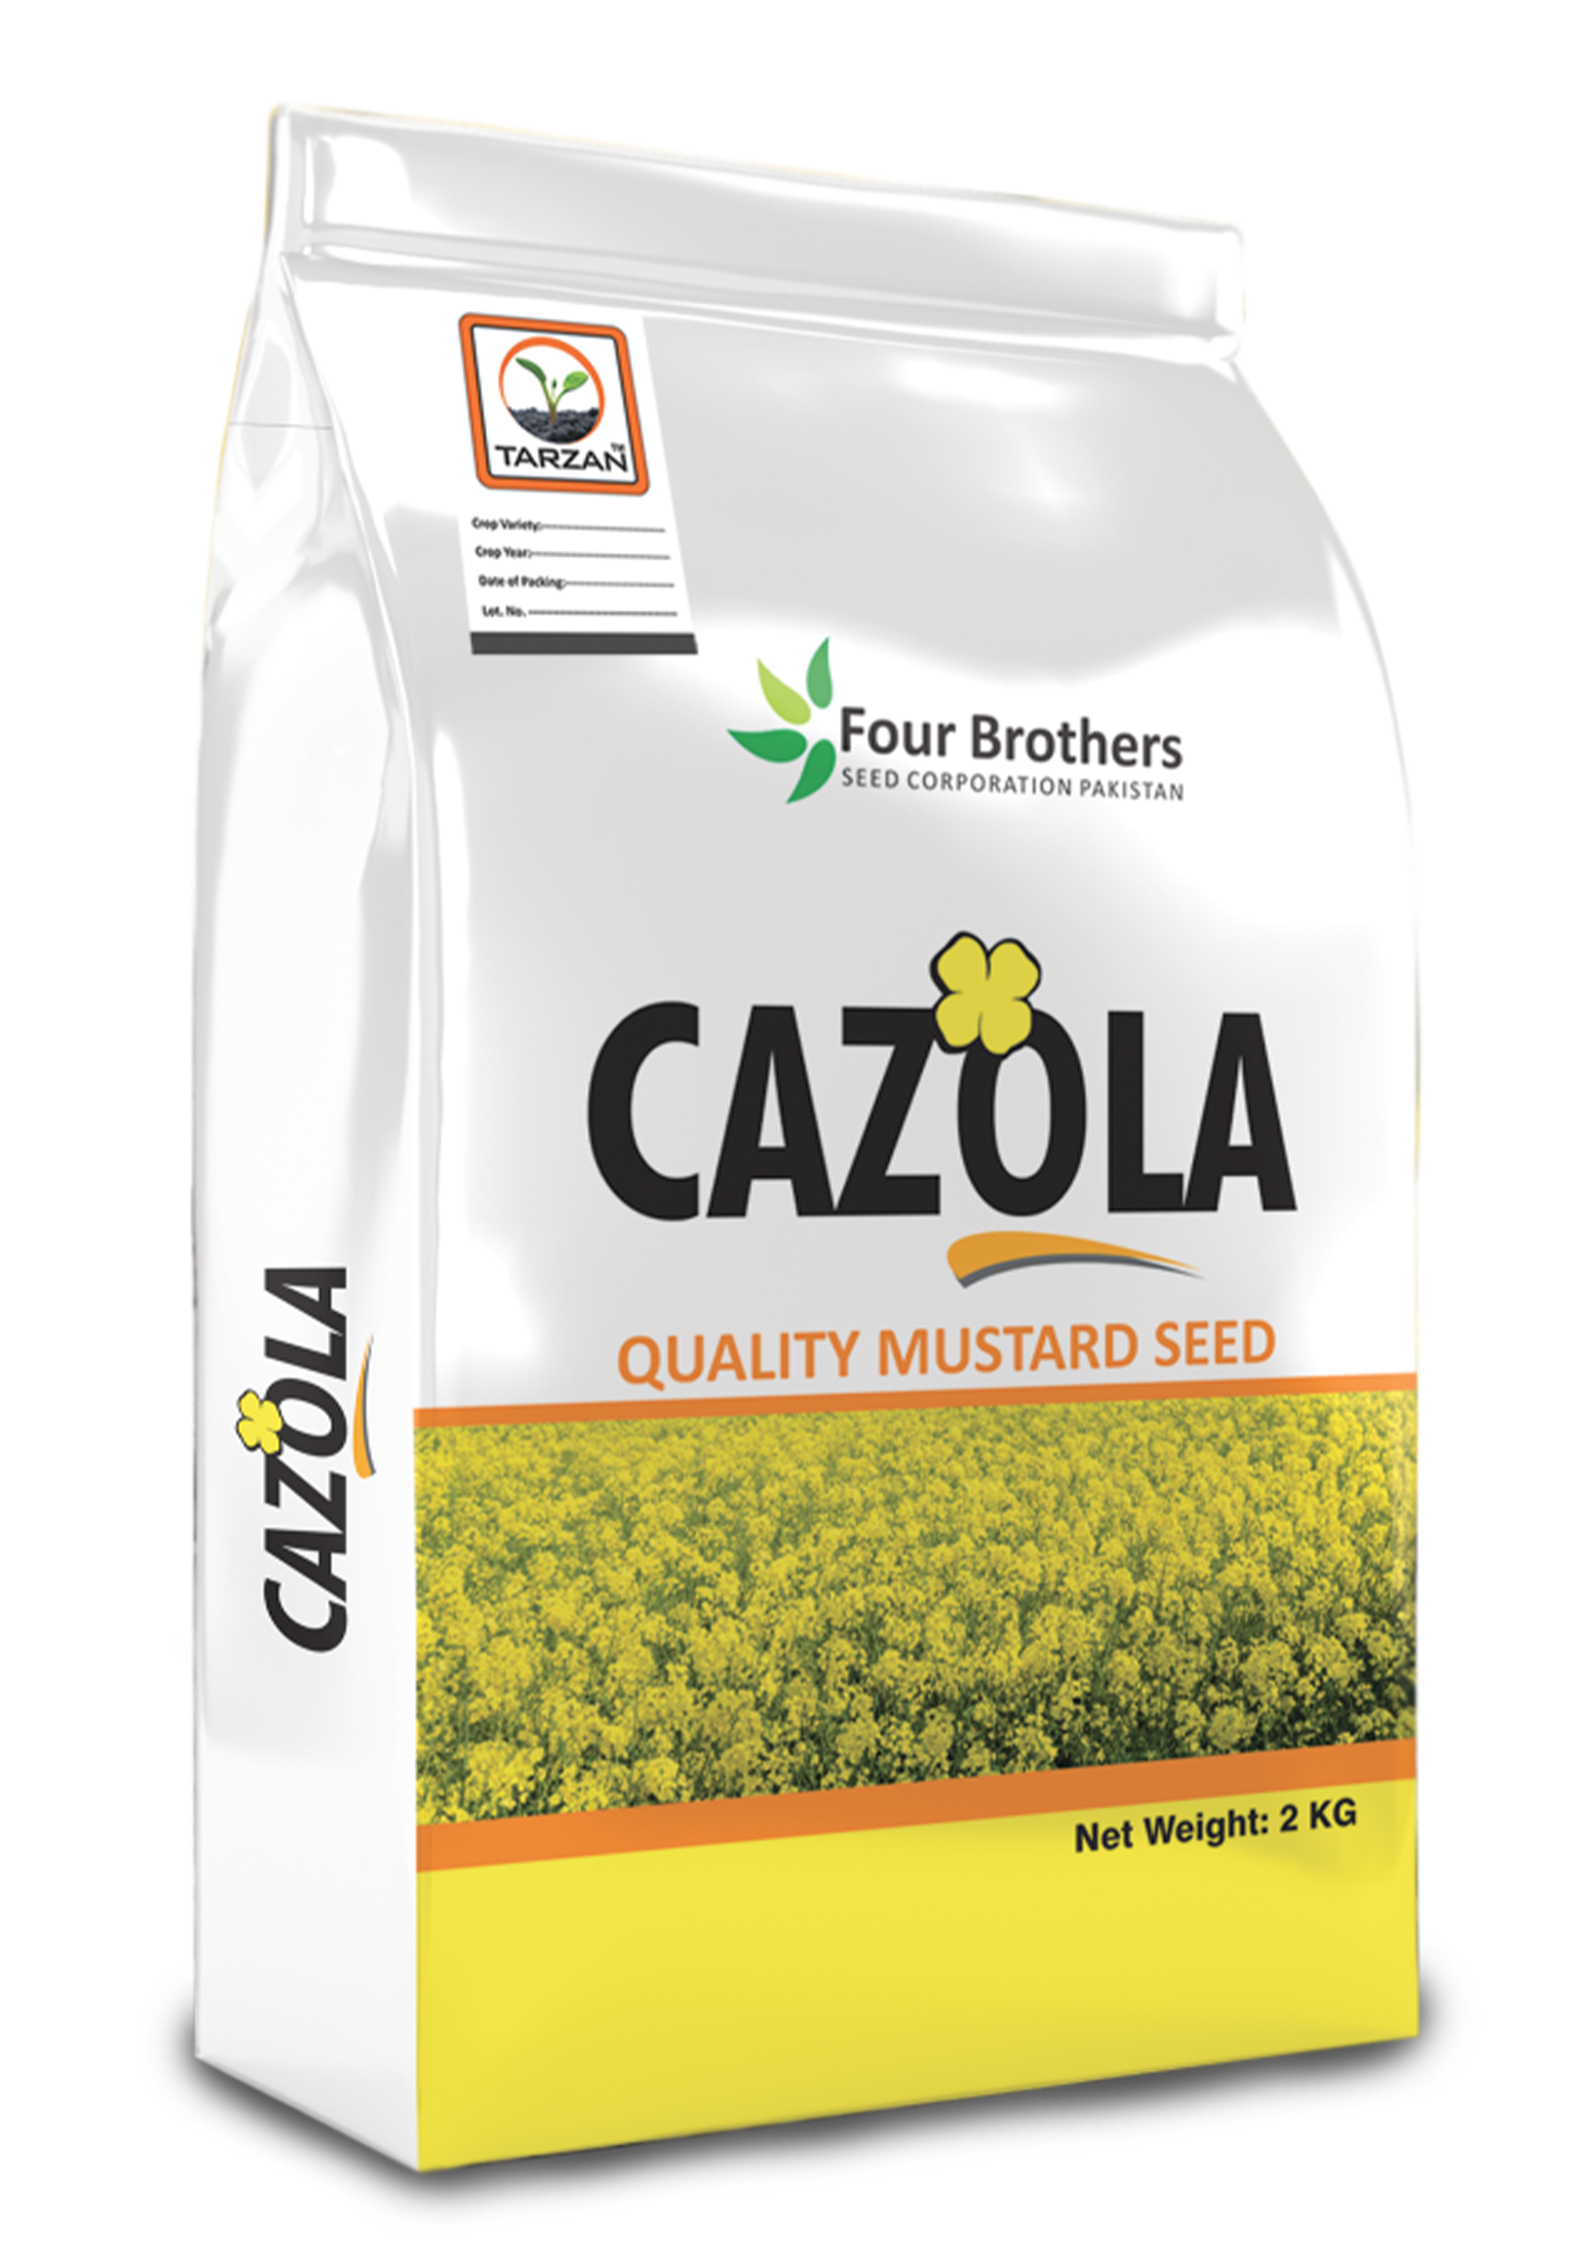 TARZAN™
Crop Variety:
Crop Year:
Date of Packing:
Lot. No.
Four Brothers
SEED CORPORATION PAKISTAN
CAZOLA
QUALITY MUSTARD SEED
Net Weight: 2 KG
CAZOLA